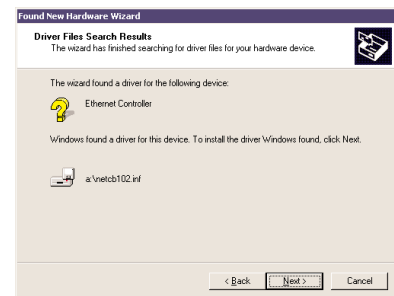 Found New Hardware Wizard
Driver Files Search Results
The wizard has finished searching for driver files for your hardware device.
The wizard found a driver for the following device:
Ethernet Controller
Windows found a driver for this device. To install the driver Windows found, click Next.
a:\netcb102.inf
< Back
Next >
Cancel